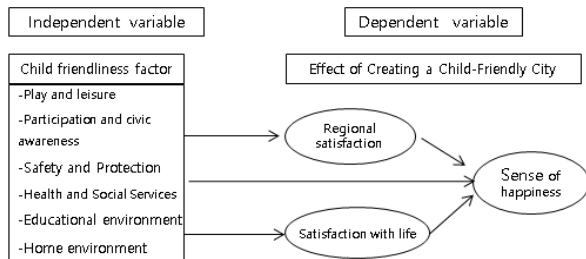 Independent variable
Dependent variable
Child friendliness factor
Effect of Creating a Child-Friendly City
-Play and leisure
-Participation and civic
awareness
-Safety and Protection
-Health and Social Services
-Educational environment
-Home environment
Regional
satisfaction
Sense of
happiness
Satisfaction with life